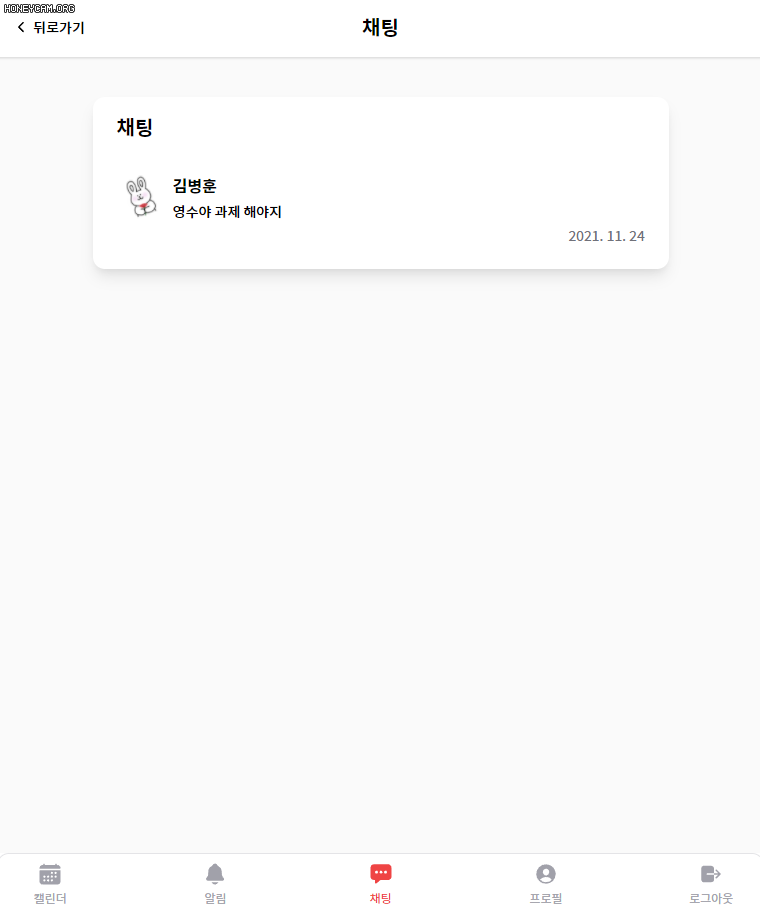 HONEYCAM.ORG
뒤로가기
채팅
채팅
김병훈
영수야 과제 해야지
2021. 11. 24
캘린더
알림
채팅
프로필
로그아웃